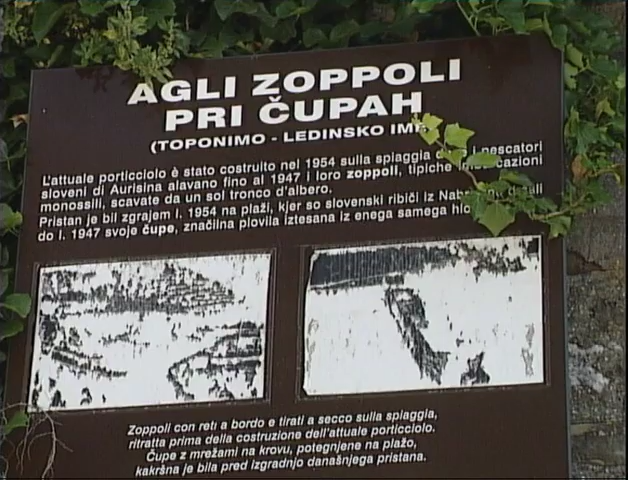 AGLI ZOPPOLI
PRI ČUPAH
(TOPONIMO - LEDINSKO
L'attuale porticciolo è stato costruito nel 1954 sulla spiaggia i pescatori
sloveni di Aurisina alavano fino al 1947 i loro zoppoli, tipiche
monossili, scavate da un sol tronco d'albero.
Pristan je bil zgrajem l. 1954 na plaži, kjer so slovenski ribiči iz
do l. 1947 svoje čupe, značilna plovila iztesana iz enega samega
Zoppoli con reti a bordo e tirati a secco sulla spiaggia,
ritratta prima della costruzione dell'attuale porticciolo.
Čupe z mrežami na krovu, potegnjene na plažo,
kakršna je bila pred izgradnjo današnjega pristana.